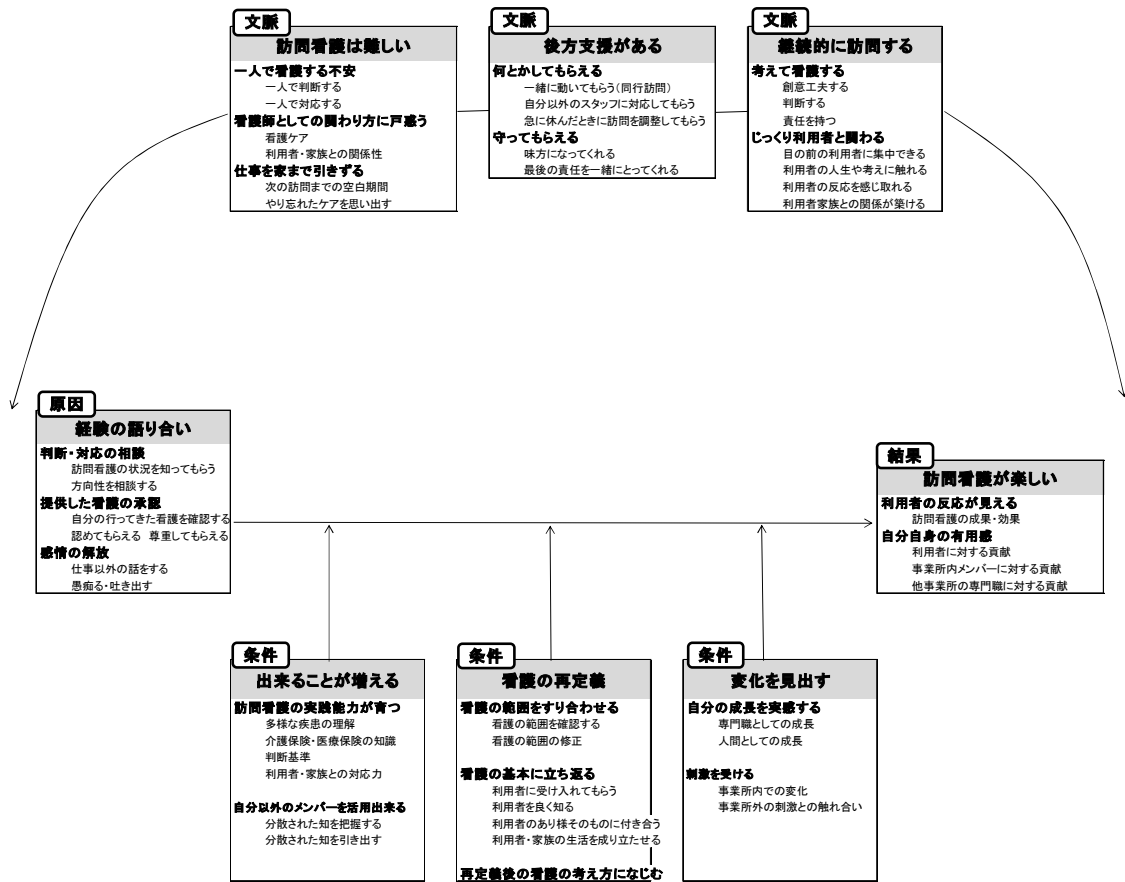 文脈
訪問看護は難しい
一人で看護する不安
一人で判断する
一人で対応する
看護師としての関わり方に戸惑う
看護ケア
利用者・家族との関係性
仕事を家まで引きずる
次の訪問までの空白期間
やり忘れたケアを思い出す
文脈
後方支援がある
何とかしてもらえる
一緒に動いてもらう(同行訪問)
自分以外のスタッフに対応してもらう
急に休んだときに訪問を調整してもらう
守ってもらえる
味方になってくれる
最後の責任を一緒にとってくれる
文脈
継続的に訪問する
考えて看護する
創意工夫する
判断する
責任を持つ
じっくり利用者と関わる
目の前の利用者に集中できる
利用者の人生や考えに触れる
利用者の反応を感じ取れる
利用者家族との関係が築ける
原因
経験の語り合い
判断・対応の相談
訪問看護の状況を知ってもらう
方向性を相談する
提供した看護の承認
自分の行ってきた看護を確認する
認めてもらえる 尊重してもらえる
感情の解放
仕事以外の話をする
愚痴る・吐き出す
結果
訪問看護が楽しい
利用者の反応が見える
訪問看護の成果・効果
自分自身の有用感
利用者に対する貢献
事業所内メンバーに対する貢献
他事業所の専門職に対する貢献
条件
出来ることが増える
訪問看護の実践能力が育つ
多様な疾患の理解
介護保険・医療保険の知識
判断基準
利用者・家族との対応力
自分以外のメンバーを活用出来る
分散された知を把握する
分散された知を引き出す
条件
看護の再定義
看護の範囲をすり合わせる
看護の範囲を確認する
看護の範囲の修正
看護の基本に立ち返る
利用者に受け入れてもらう
利用者を良く知る
利用者のあり様そのものに付き合う
利用者・家族の生活を成り立たせる
再定義後の看護の考え方になじむ
条件
変化を見出す
自分の成長を実感する
専門職としての成長
人間としての成長
刺激を受ける
事業所内での変化
事業所外の刺激との触れ合い